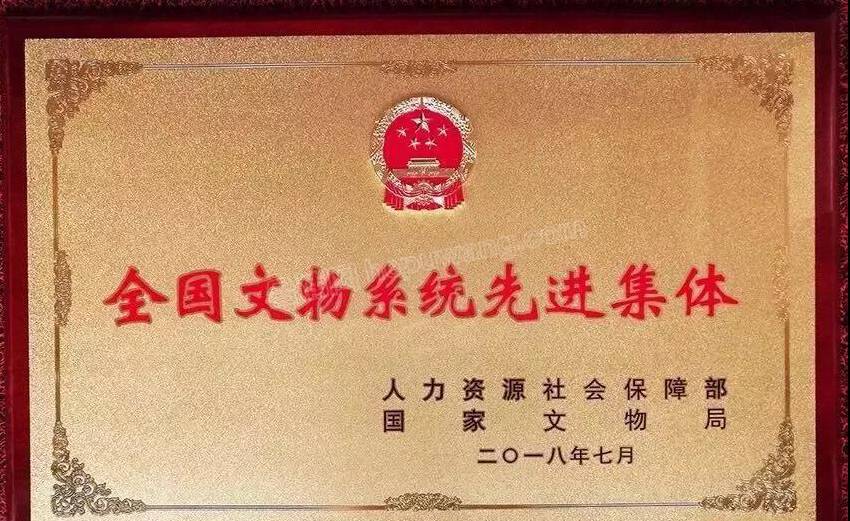 全国文物系统先进集体
人力资源社会保障部
国家文物局
二〇一八年七月